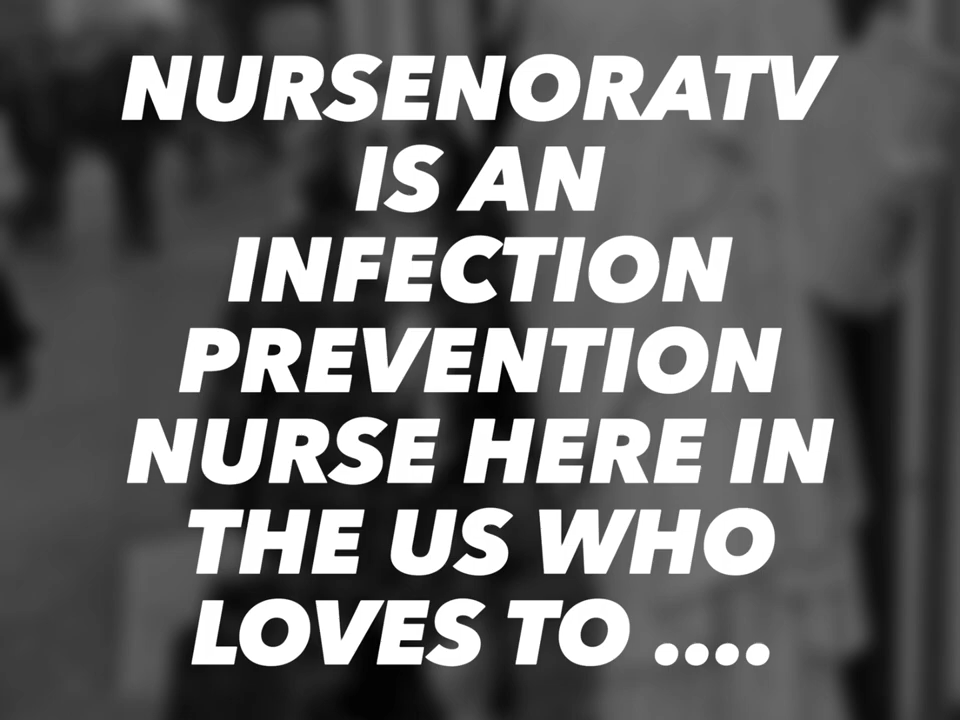 NURSENORATV
IS AN
INFECTION
PREVENTION
NURSE HERE IN
THE US WHO
LOVES TO ....